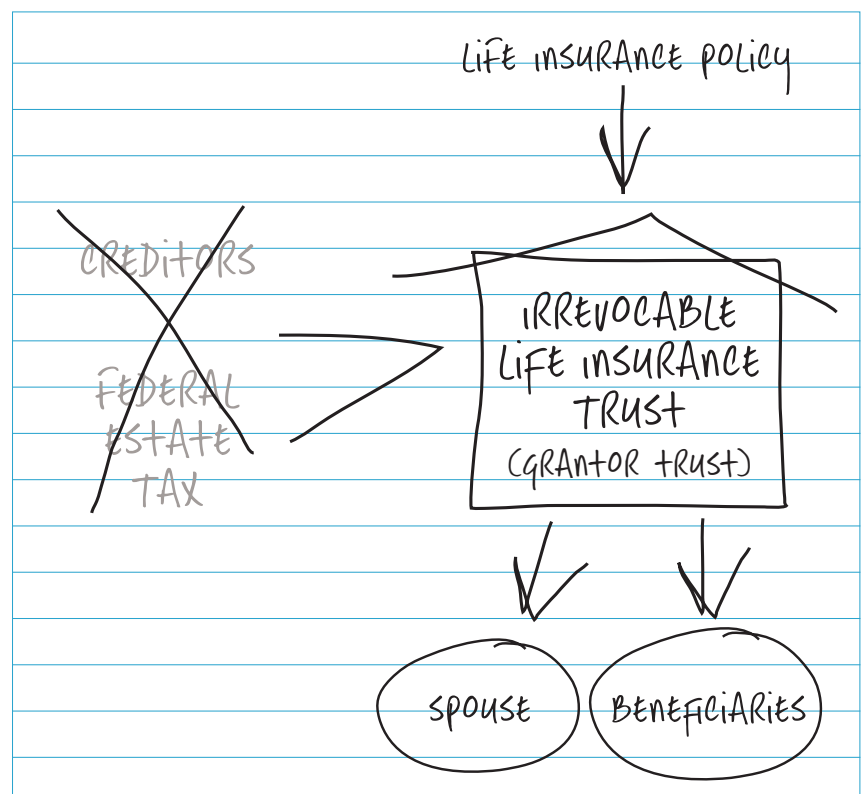 LiFE inSURAnCE POLiCY
CREDitORS
FEDERAL
EStAtE
TAX
iRREVOCABLE
LiFE inSURAnCE
TRUSt
(GRAntOR tRUSt)
SPOUSE
BEnEFiCiARiES